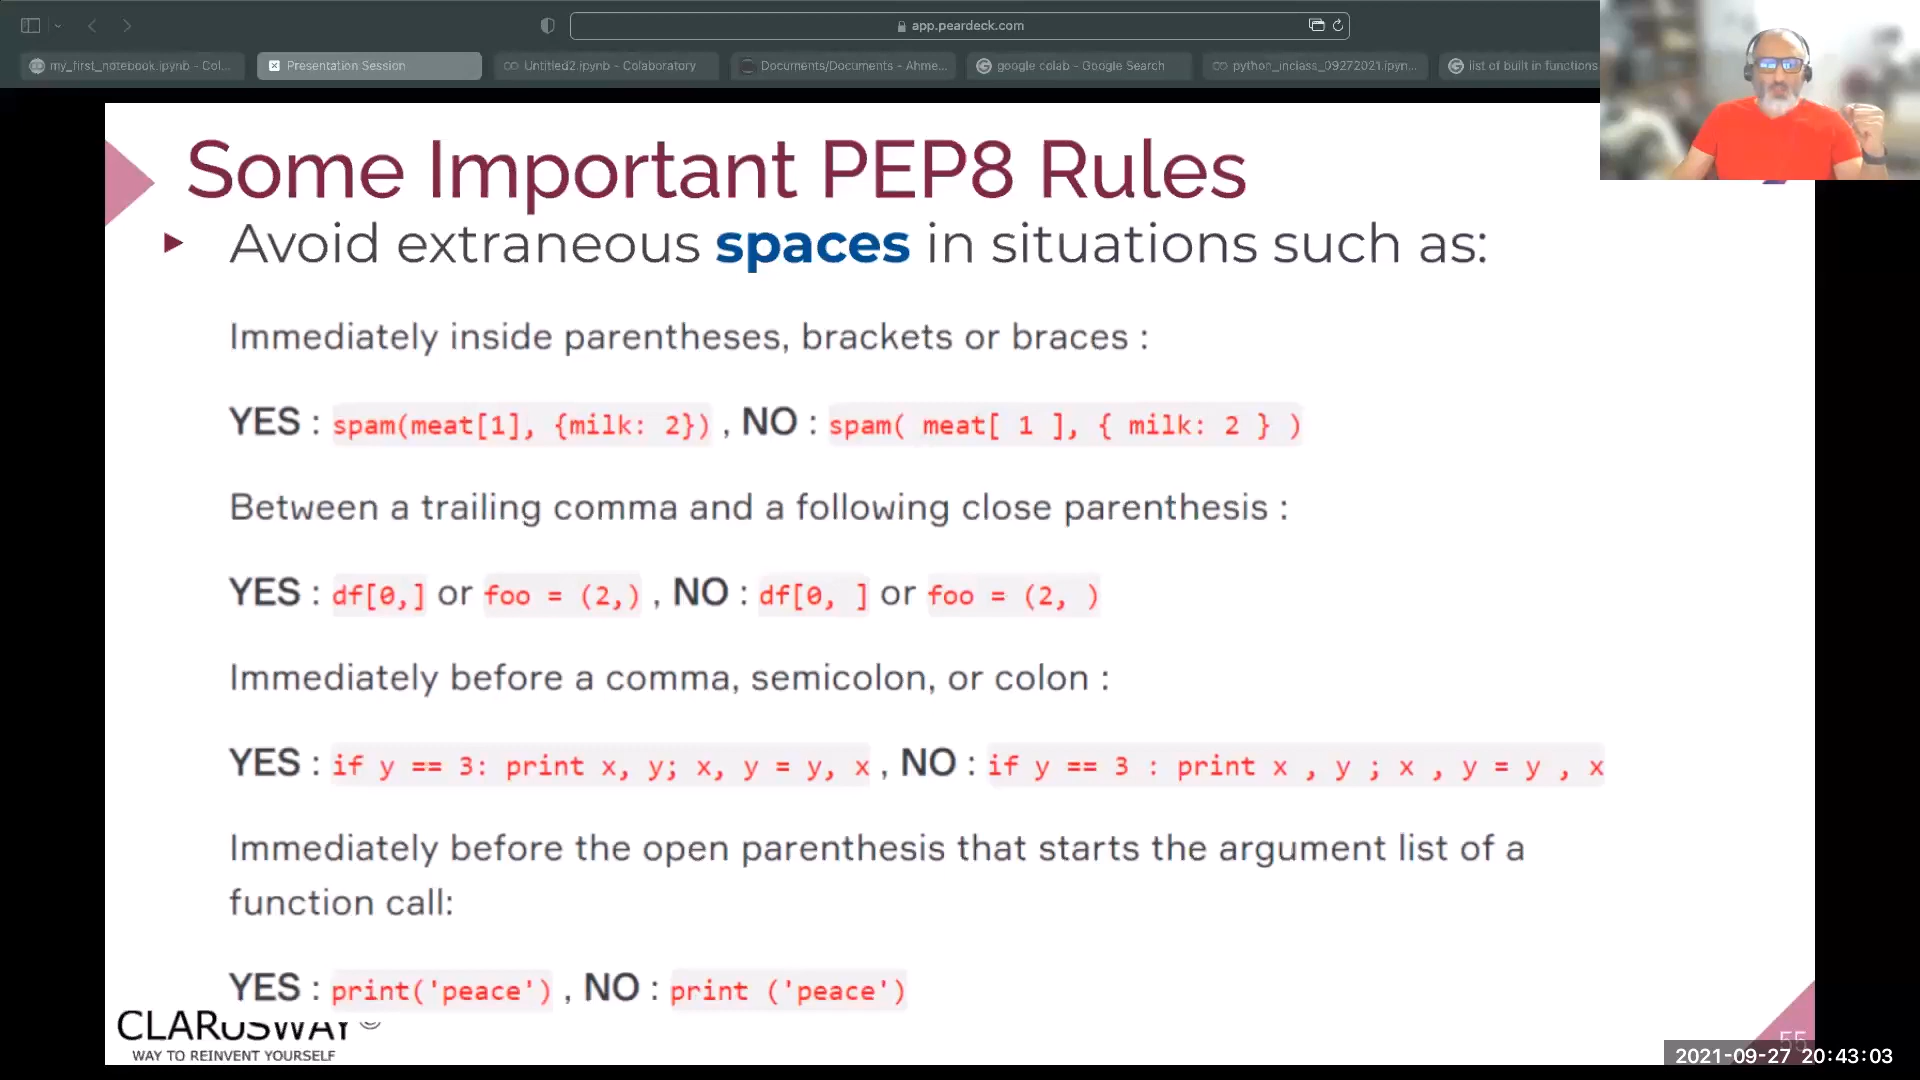 app.peardeck.com
my_first_notebook.ipynb - Col...
Presentation Session
Untitled2.ipynb - Colaboratory
Documents/Documents - Ahme...
google colab - Google Search
python_inclass_09272021.ipyn...
list of built in functions
Some Important PEP8 Rules
Avoid extraneous spaces in situations such as:
Immediately inside parentheses, brackets or braces :
YES : spam(meat[1], {milk: 2}) , NO : spam( meat[ 1 ], { milk: 2 } )
Between a trailing comma and a following close parenthesis :
YES : df[0,] or foo = (2,) , NO : df[0, ] or foo = (2, )
Immediately before a comma, semicolon, or colon :
YES : if y == 3: print x, y; x, y = y, x , NO : if y == 3 : print x , y ; x , y = y , x
Immediately before the open parenthesis that starts the argument list of a
function call:
YES : print('peace') , NO : print ('peace')
CLARUSWAY©
WAY TO REINVENT YOURSELF
55
2021-09-27 20:43:03